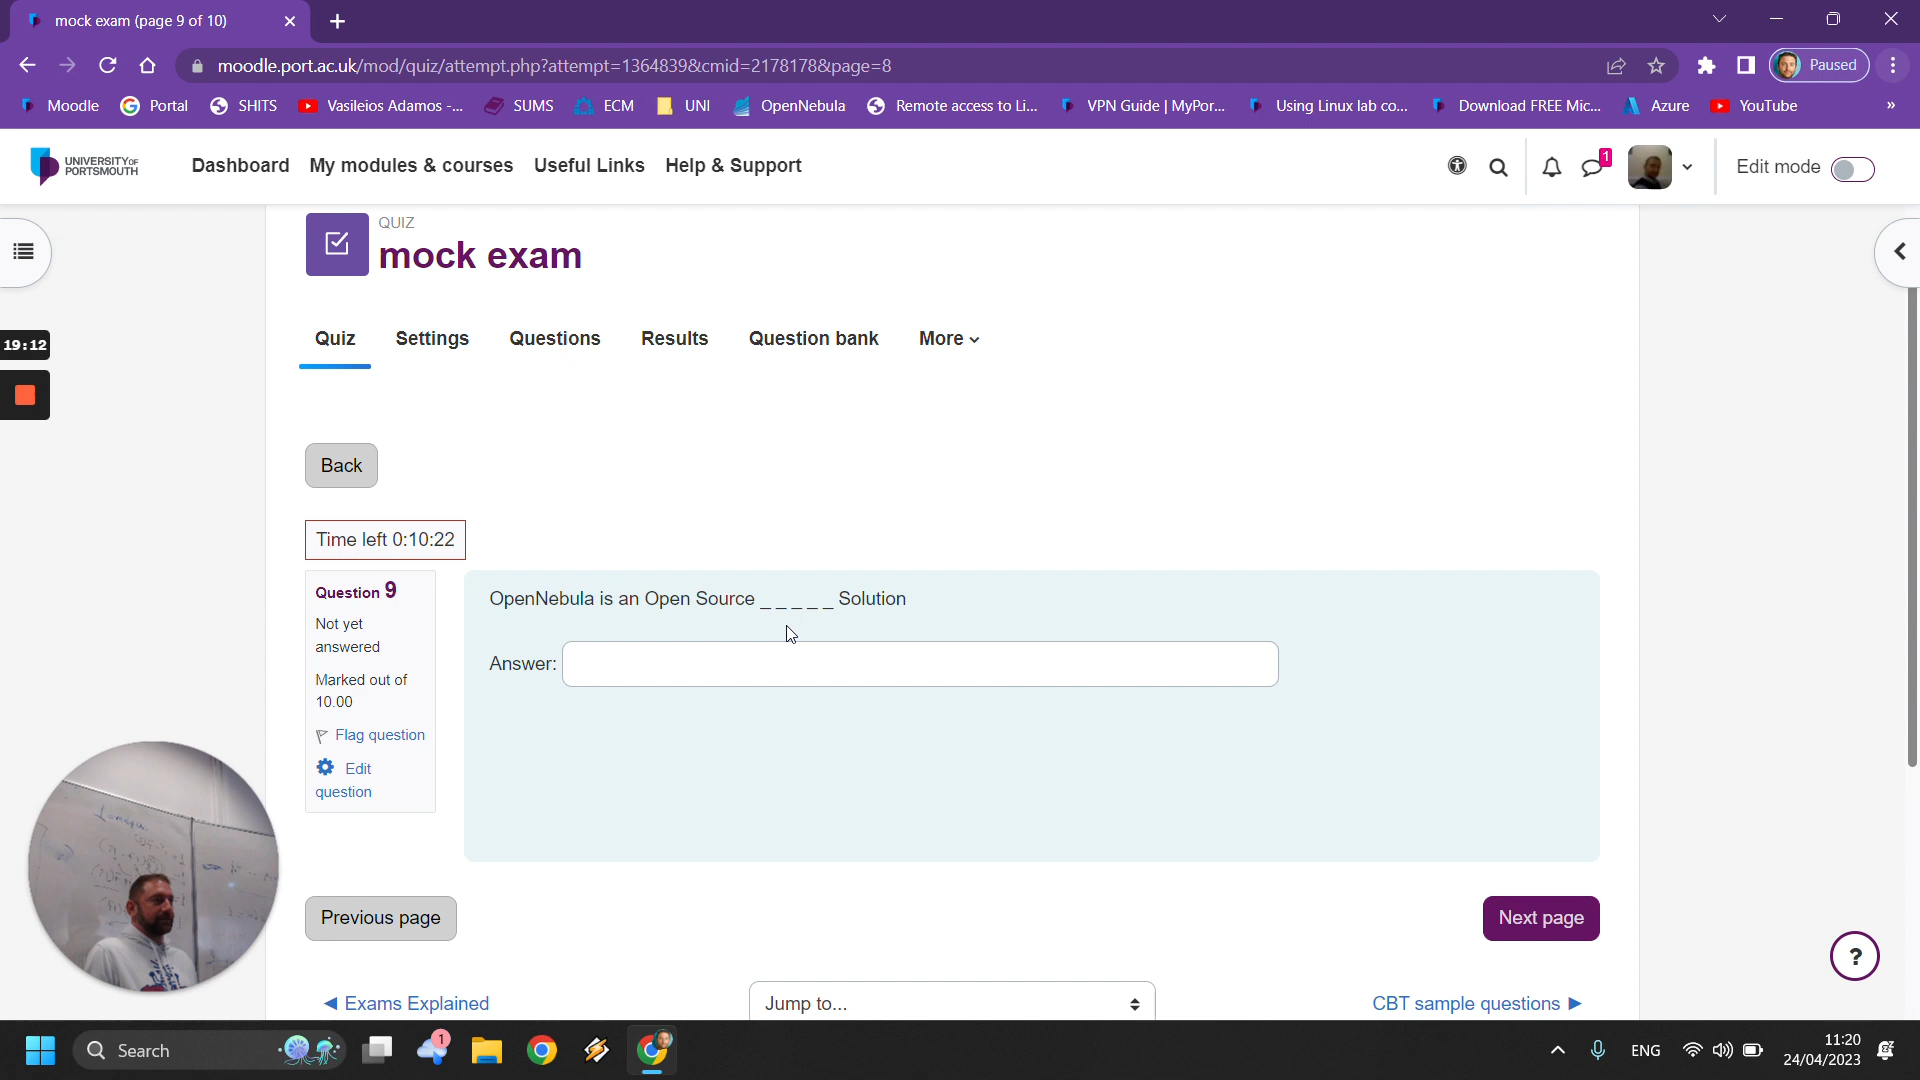 mock exam (page 9 of 10)
moodle.port.ac.uk/mod/quiz/attempt.php?attempt=1364839&cmid=2178178&page=8
Paused
Moodle
Portal
SHITS
Vasileios Adamos -...
SUMS
ECM
UNI
OpenNebula
Remote access to Li...
VPN Guide | MyPor...
Using Linux lab co...
Download FREE Mic...
Azure
YouTube
»
UNIVERSITY OF
PORTSMOUTH
Dashboard
My modules & courses
Useful Links
Help & Support
1
Edit mode
QUIZ
mock exam
19:12
Quiz
Settings
Questions
Results
Question bank
More
Back
Time left 0:10:22
Question 9
Not yet
answered
Marked out of
10.00
Flag question
Edit
question
OpenNebula is an Open Source _ _ _ _ _ Solution
Answer:
Previous page
Next page
?
◀ Exams Explained
Jump to...
CBT sample questions ▶
Search
1
ENG
11:20
24/04/2023